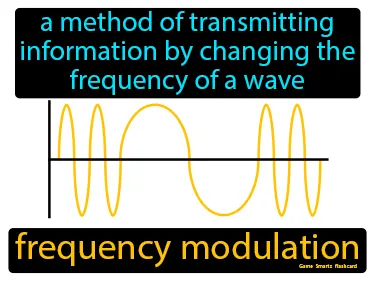 a method of transmitting
information by changing the
frequency of a wave
frequency modulation
Game Smartz Flashcard